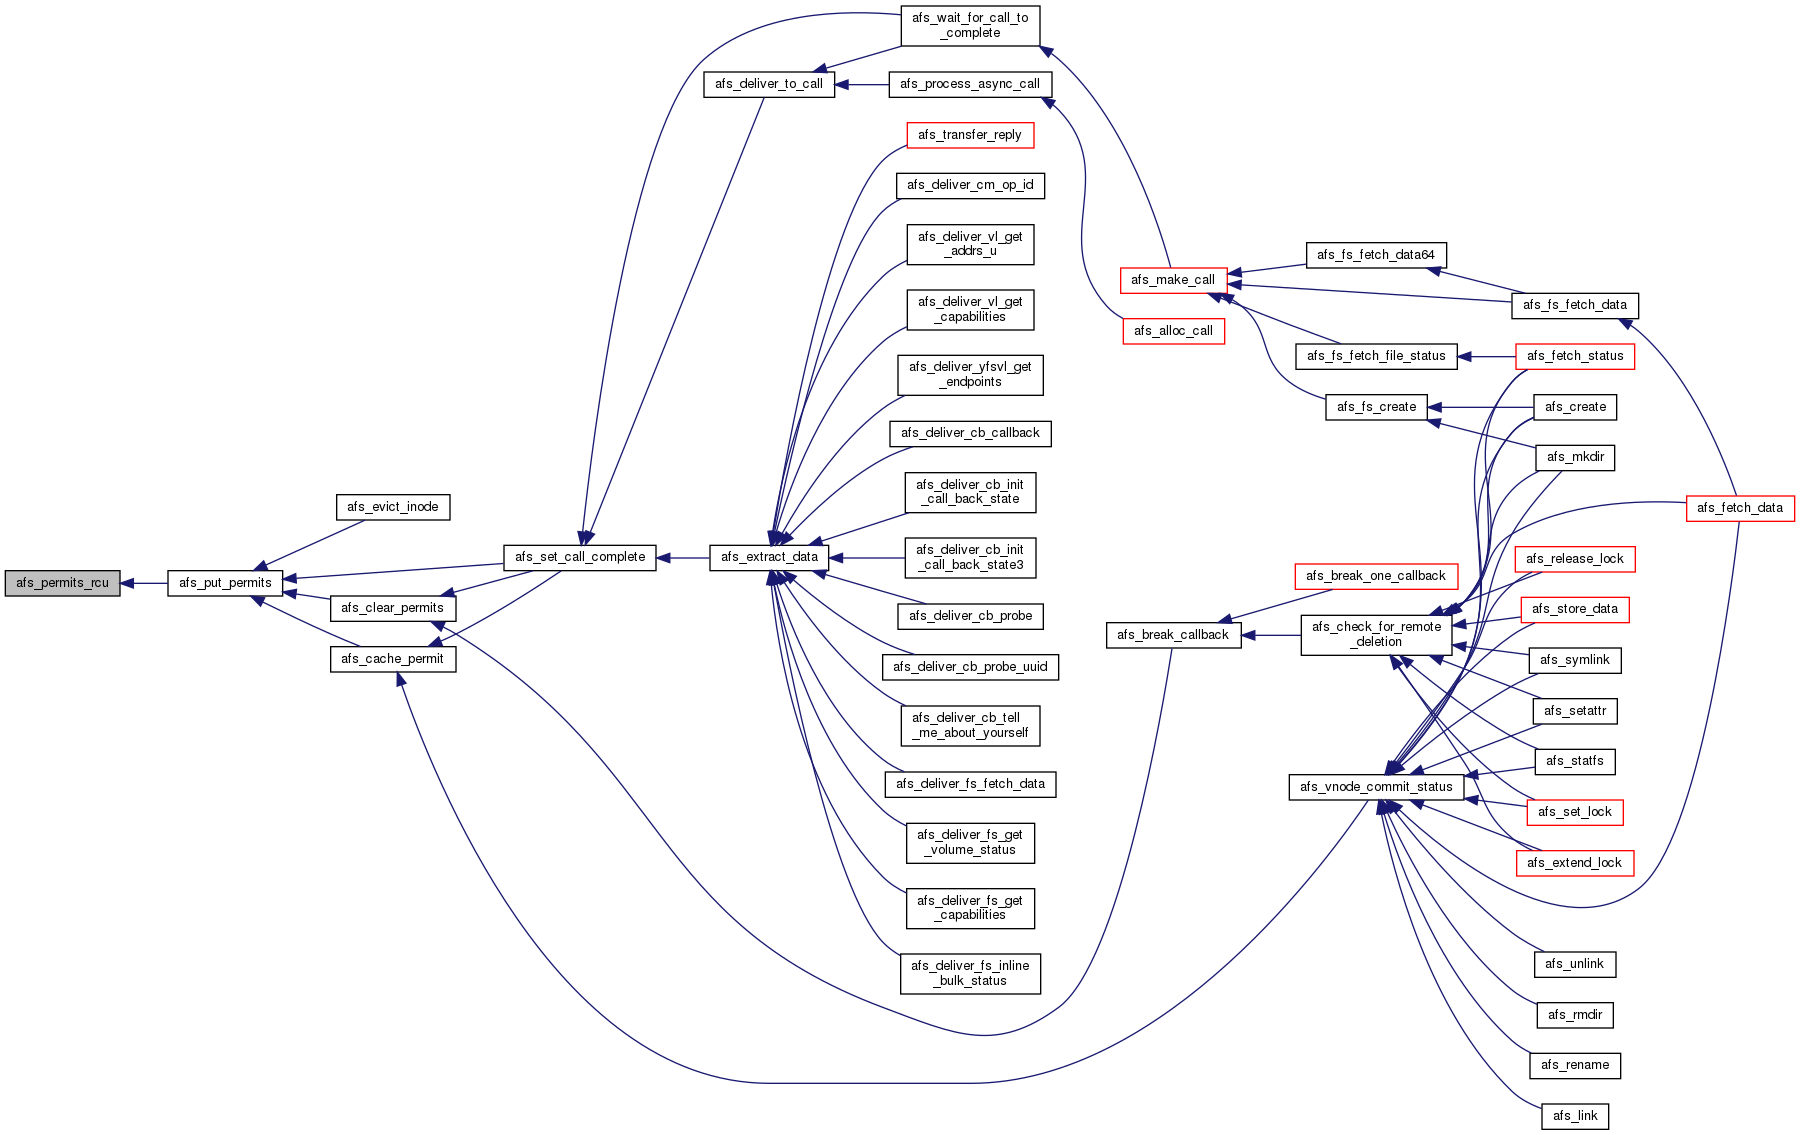 afs_permits_rcu
afs_put_permits
afs_evict_inode
afs_clear_permits
afs_cache_permit
afs_set_call_complete
afs_deliver_to_call
afs_extract_data
afs_wait_for_call_to
_complete
afs_process_async_call
afs_transfer_reply
afs_deliver_cm_op_id
afs_deliver_vl_get
_addrs_u
afs_deliver_vl_get
_capabilities
afs_deliver_yfsvl_get
_endpoints
afs_deliver_cb_callback
afs_deliver_cb_init
_call_back_state
afs_deliver_cb_init
_call_back_state3
afs_deliver_cb_probe
afs_deliver_cb_probe_uuid
afs_deliver_cb_tell
_me_about_yourself
afs_deliver_fs_fetch_data
afs_deliver_fs_get
_volume_status
afs_deliver_fs_get
_capabilities
afs_deliver_fs_inline
_bulk_status
afs_make_call
afs_alloc_call
afs_break_callback
afs_fs_fetch_data64
afs_fs_fetch_file_status
afs_fs_create
afs_break_one_callback
afs_check_for_remote
_deletion
afs_vnode_commit_status
afs_fs_fetch_data
afs_fetch_status
afs_create
afs_mkdir
afs_release_lock
afs_store_data
afs_symlink
afs_setattr
afs_statfs
afs_set_lock
afs_extend_lock
afs_unlink
afs_rmdir
afs_rename
afs_link
afs_fetch_data